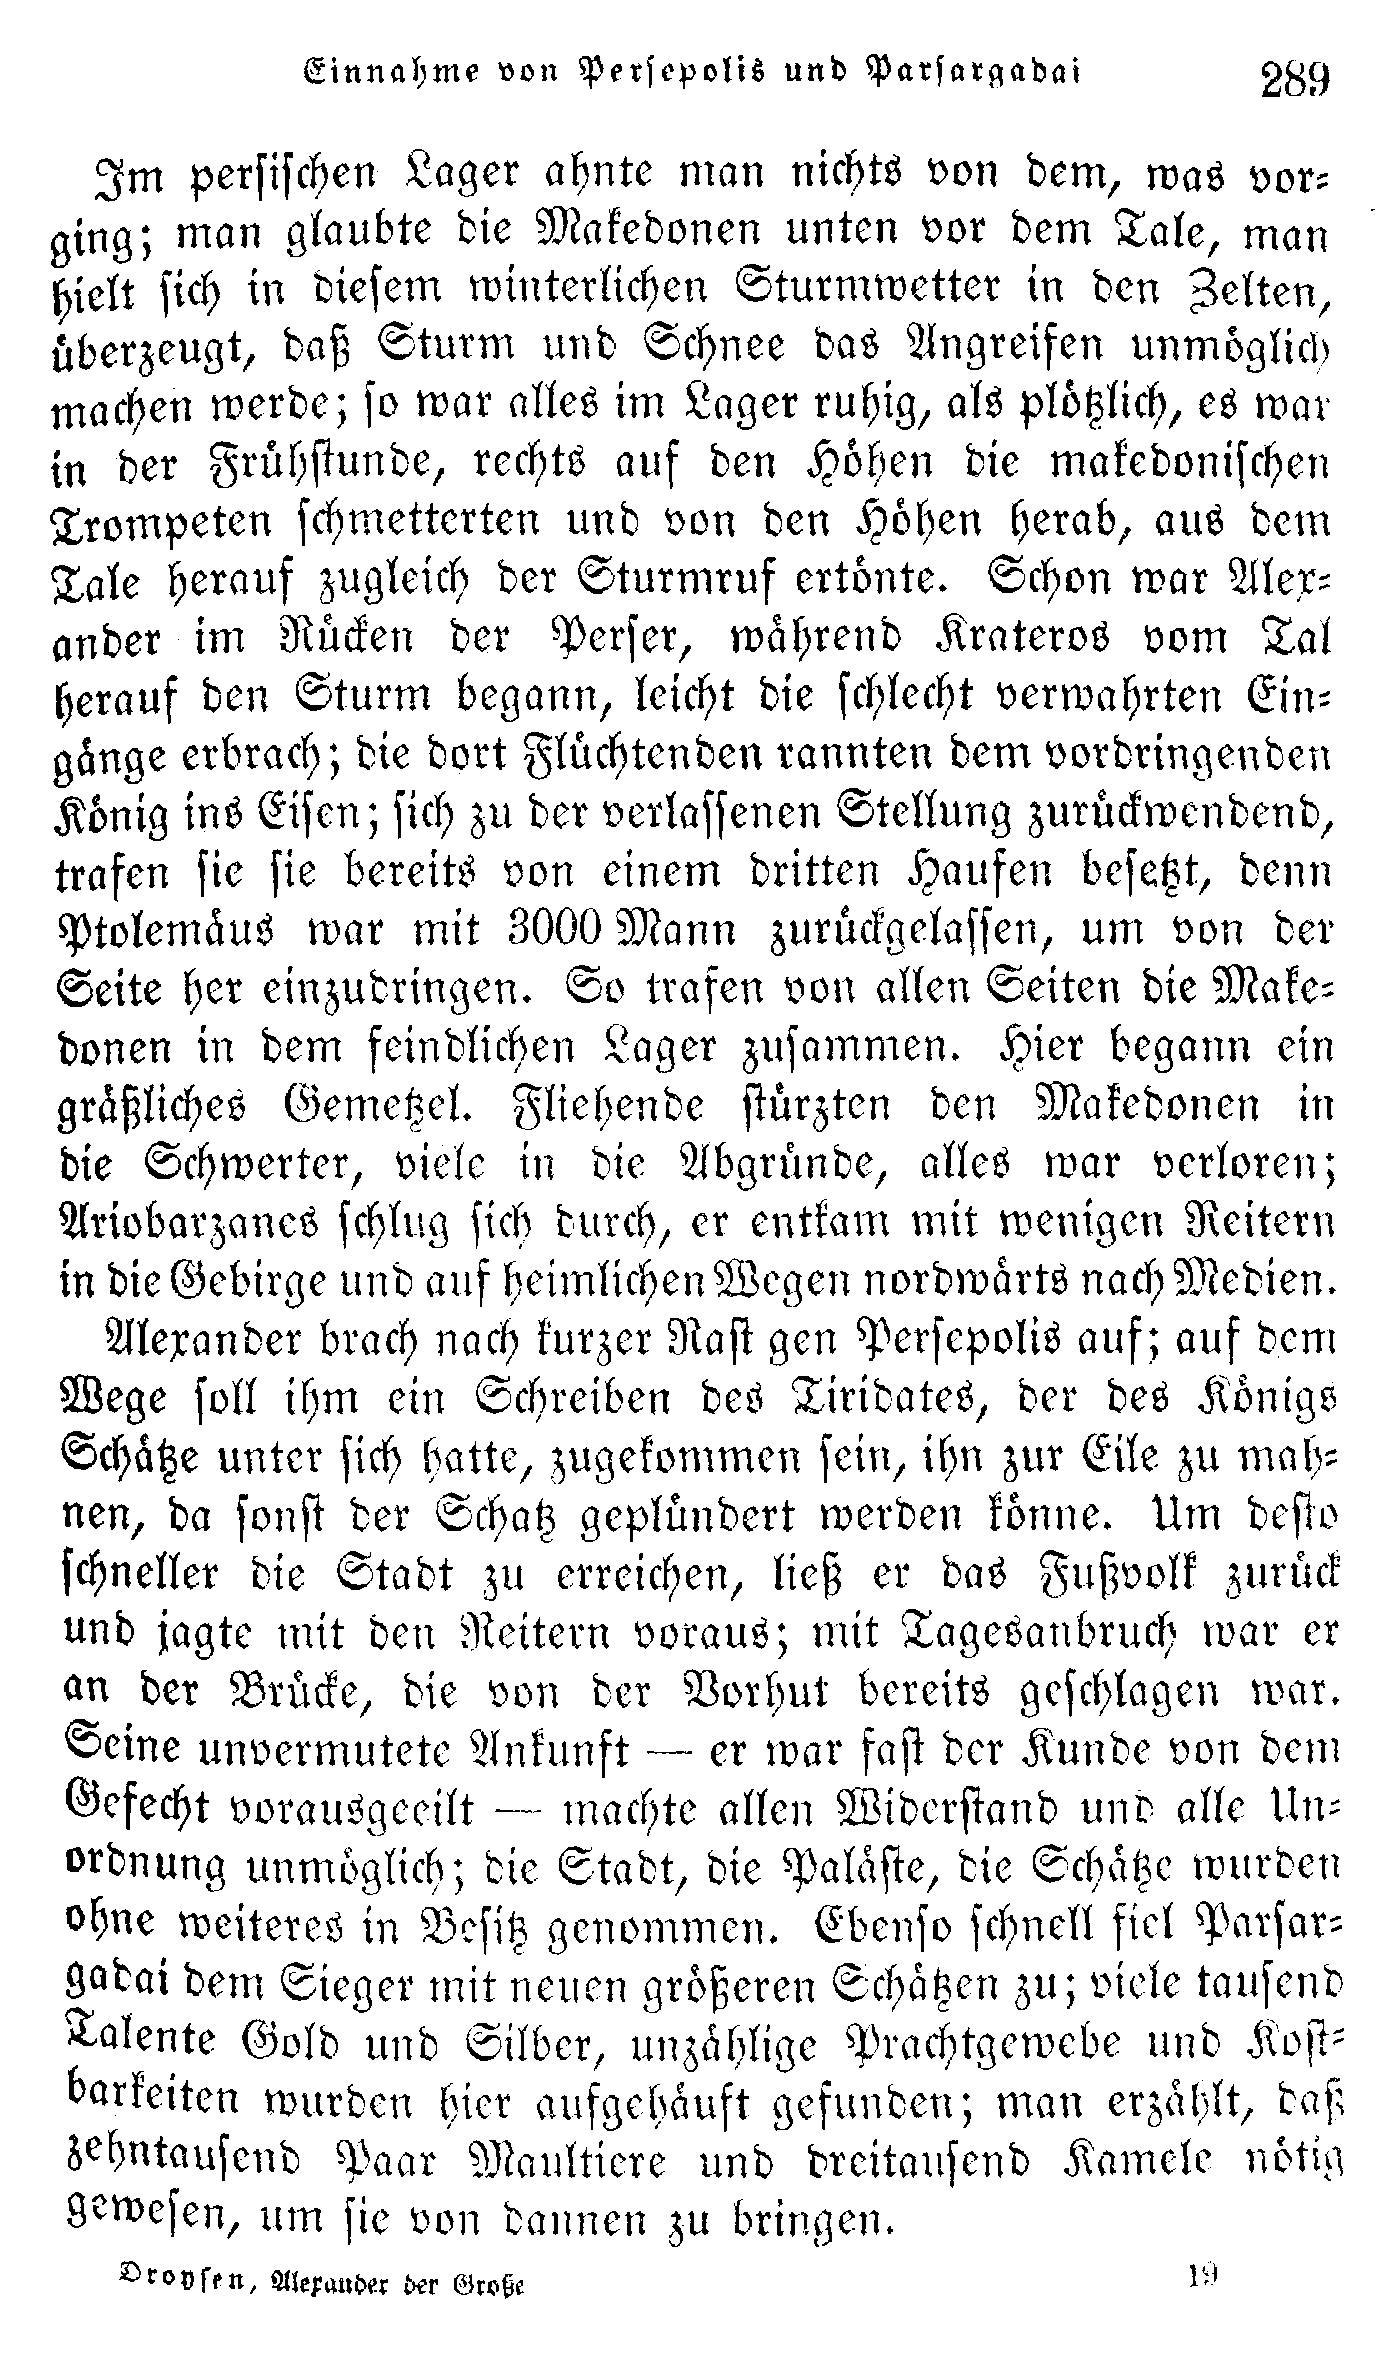 Einnahme von Persepolis und Parsargadai 289
Im persischen Lager ahnte man nichts von dem, was vor-
ging; man glaubte die Makedonen unten vor dem Tale, man
hielt sich in diesem winterlichen Sturmwetter in den Zelten,
überzeugt, daß Sturm und Schnee das Angreifen unmöglich
machen werde; so war alles im Lager ruhig, als plötzlich, es war
in der Frühstunde, rechts auf den Höhen die makedonischen
Trompeten schmetterten und von den Höhen herab, aus dem
Tale herauf zugleich der Sturmruf ertönte. Schon war Alex-
ander im Rücken der Perser, während Krateros vom Tal
herauf den Sturm begann, leicht die schlecht verwahrten Ein-
gänge erbrach; die dort Flüchtenden rannten dem vordringenden
König ins Eisen; sich zu der verlassenen Stellung zurückwendend,
trafen sie sie bereits von einem dritten Haufen besetzt, denn
Ptolemäus war mit 3000 Mann zurückgelassen, um von der
Seite her einzudringen. So trafen von allen Seiten die Make-
donen in dem feindlichen Lager zusammen. Hier begann ein
gräßliches Gemetzel. Fliehende stürzten den Makedonen in
die Schwerter, viele in die Abgründe, alles war verloren;
Ariobarzanes schlug sich durch, er entkam mit wenigen Reitern
in die Gebirge und auf heimlichen Wegen nordwärts nach Medien.
Alexander brach nach kurzer Rast gen Persepolis auf; auf dem
Wege soll ihm ein Schreiben des Tiridates, der des Königs
Schätze unter sich hatte, zugekommen sein, ihn zur Eile zu mah-
nen, da sonst der Schatz geplündert werden könne. Um desto
schneller die Stadt zu erreichen, ließ er das Fußvolk zurück
und jagte mit den Reitern voraus; mit Tagesanbruch war er
an der Brücke, die von der Vorhut bereits geschlagen war.
Seine unvermutete Ankunft — er war fast der Kunde von dem
Gefecht vorausgeeilt — machte allen Widerstand und alle Un-
ordnung unmöglich; die Stadt, die Paläste, die Schätze wurden
ohne weiteres in Besitz genommen. Ebenso schnell fiel Parsar-
gadai dem Sieger mit neuen größeren Schätzen zu; viele tausend
Talente Gold und Silber, unzählige Prachtgewebe und Kost-
barkeiten wurden hier aufgehäuft gefunden; man erzählt, daß
zehntausend Paar Maultiere und dreitausend Kamele nötig
gewesen, um sie von dannen zu bringen.
Droysen, Alexander der Große 19